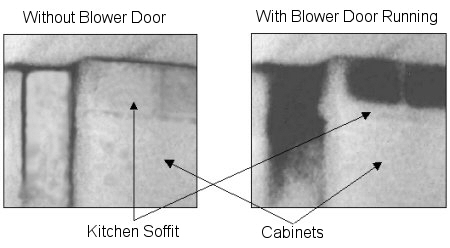 Without Blower Door
With Blower Door Running
Kitchen Soffit
Cabinets